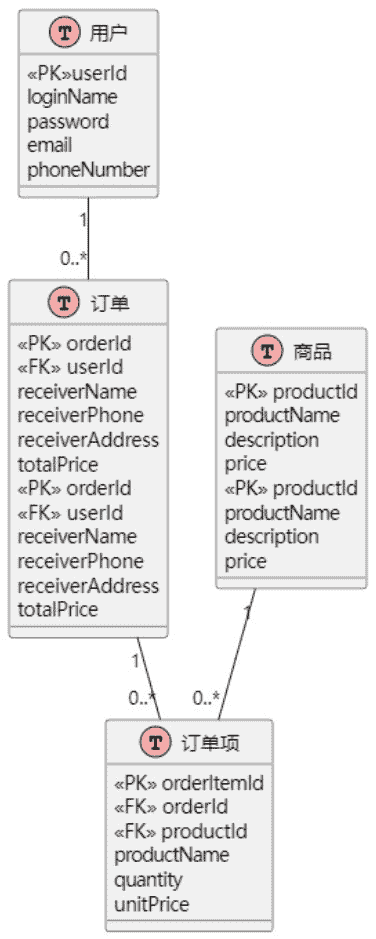 T 用户
«PK»userId
loginName
password
email
phoneNumber
1
0..*
T 订单
«PK» orderId
«FK» userId
receiverName
receiverPhone
receiverAddress
totalPrice
«PK» orderId
«FK» userId
receiverName
receiverPhone
receiverAddress
totalPrice
T 商品
«PK» productId
productName
description
price
«PK» productId
productName
description
price
1
1
0..*
0..*
T 订单项
«PK» orderItemId
«FK» orderId
«FK» productId
productName
quantity
unitPrice